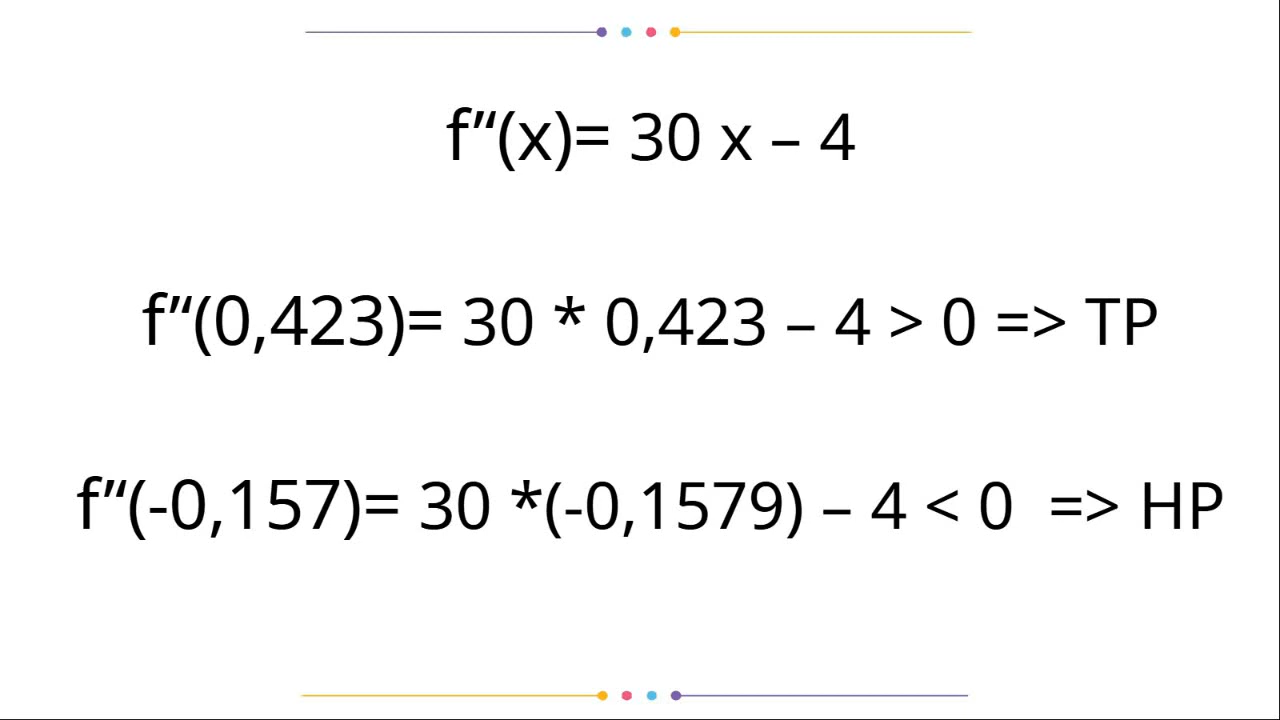 f“(x)= 30 x – 4
f“(0,423)= 30 * 0,423 – 4 > 0 => TP
f“(-0,157)= 30 *(-0,1579) – 4 < 0 => HP